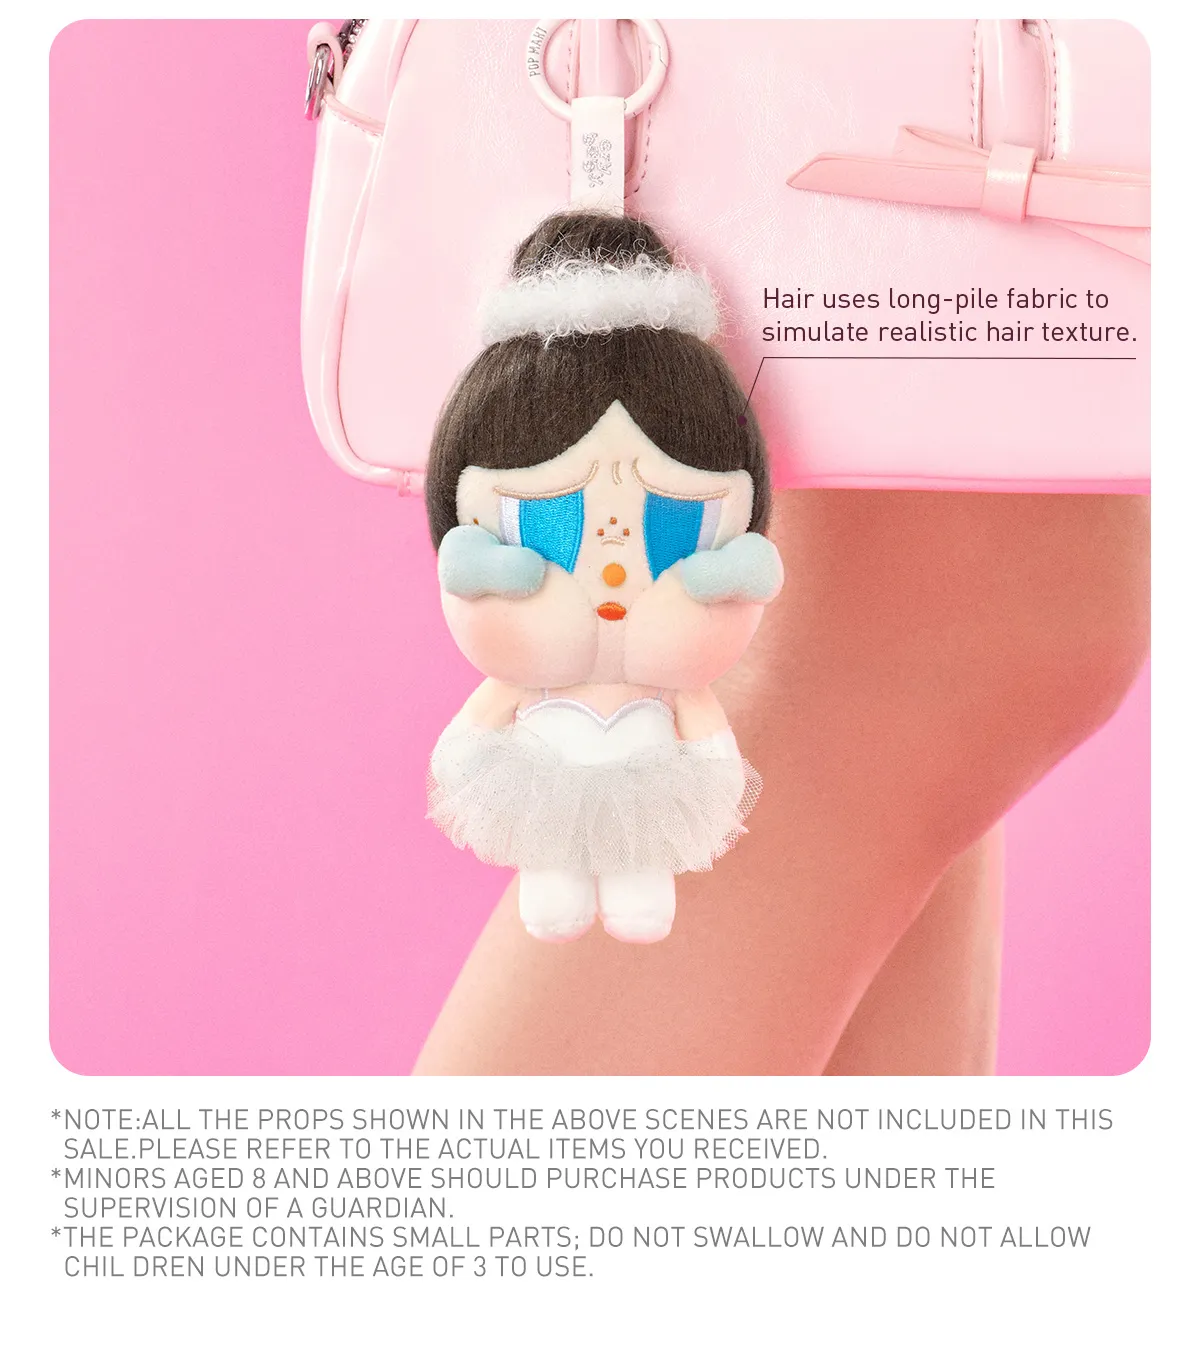 POP MART
Hair uses long-pile fabric to
simulate realistic hair texture.
*NOTE:ALL THE PROPS SHOWN IN THE ABOVE SCENES ARE NOT INCLUDED IN THIS
SALE.PLEASE REFER TO THE ACTUAL ITEMS YOU RECEIVED.
*MINORS AGED 8 AND ABOVE SHOULD PURCHASE PRODUCTS UNDER THE
SUPERVISION OF A GUARDIAN.
*THE PACKAGE CONTAINS SMALL PARTS; DO NOT SWALLOW AND DO NOT ALLOW
CHIL DREN UNDER THE AGE OF 3 TO USE.